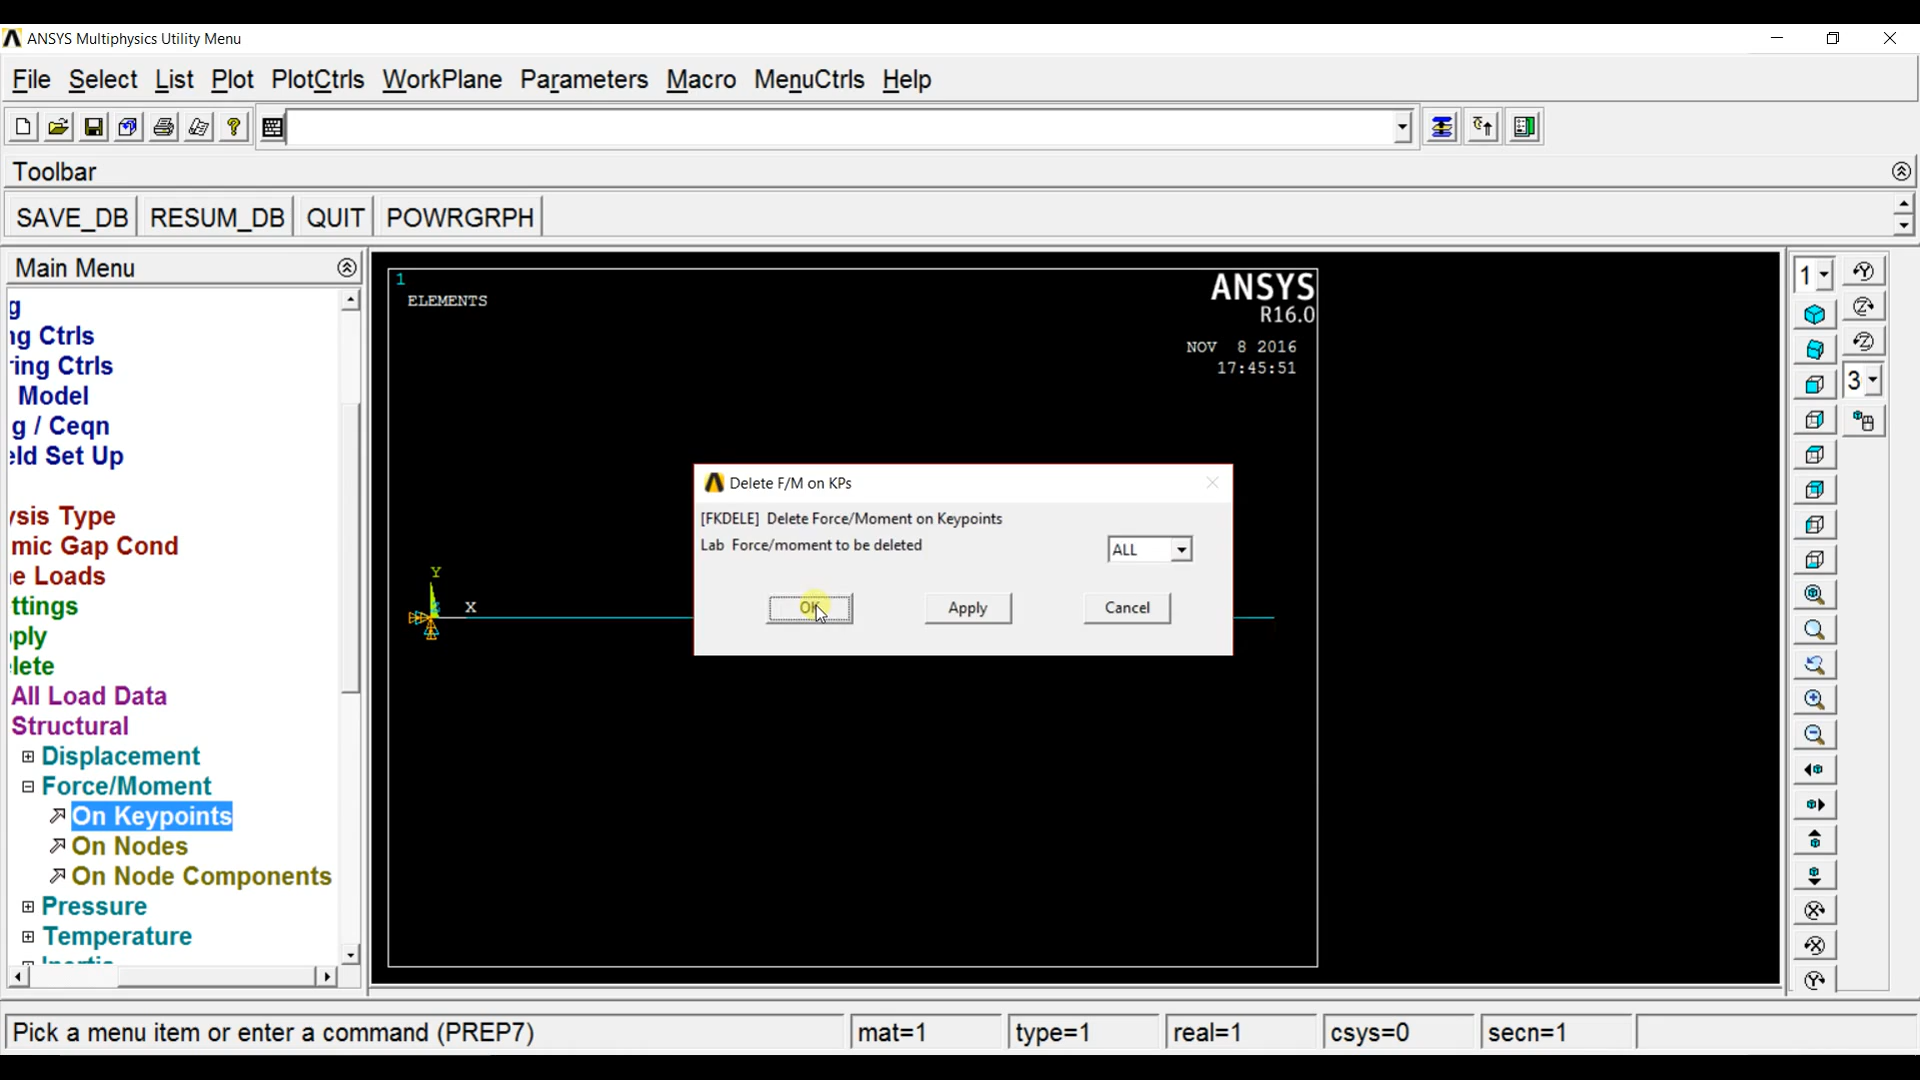 ANSYS Multiphysics Utility Menu
File Select List Plot PlotCtrls WorkPlane Parameters Macro MenuCtrls Help
Toolbar
SAVE_DB RESUM_DB QUIT POWRGRPH
Main Menu
g
ng Ctrls
ring Ctrls
Model
g / Ceqn
eld Set Up
ysis Type
mic Gap Cond
e Loads
ttings
ply
lete
All Load Data
Structural
Displacement
Force/Moment
On Keypoints
On Nodes
On Node Components
Pressure
Temperature
1
ELEMENTS
ANSYS
R16.0
NOV 8 2016
17:45:51
Y
X
Delete F/M on KPs
[FKDELE] Delete Force/Moment on Keypoints
Lab Force/moment to be deleted
ALL
OK Apply Cancel
1
3
Pick a menu item or enter a command (PREP7)
mat=1 type=1 real=1 csys=0 secn=1